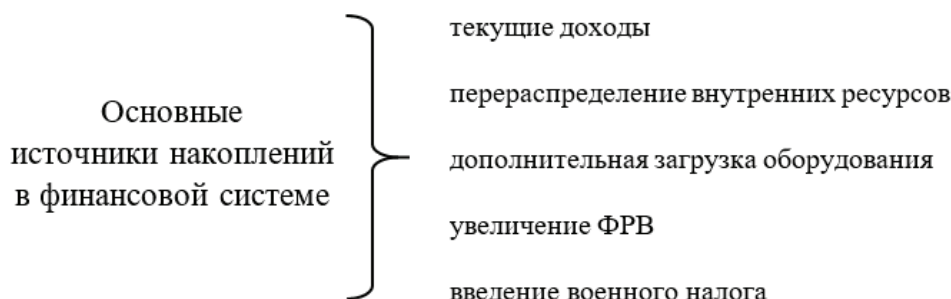 Основные
источники накоплений
в финансовой системе
текущие доходы
перераспределение внутренних ресурсов
дополнительная загрузка оборудования
увеличение ФРВ
введение военного налога